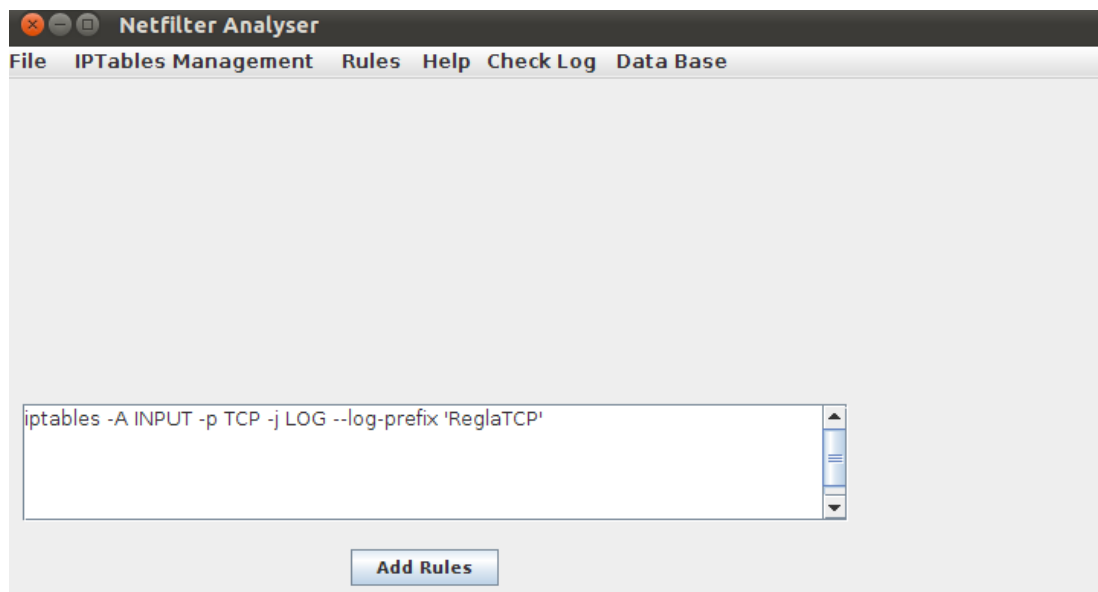 Netfilter Analyser
File IPTables Management Rules Help Check Log Data Base
iptables -A INPUT -p TCP -j LOG --log-prefix 'ReglaTCP'
Add Rules